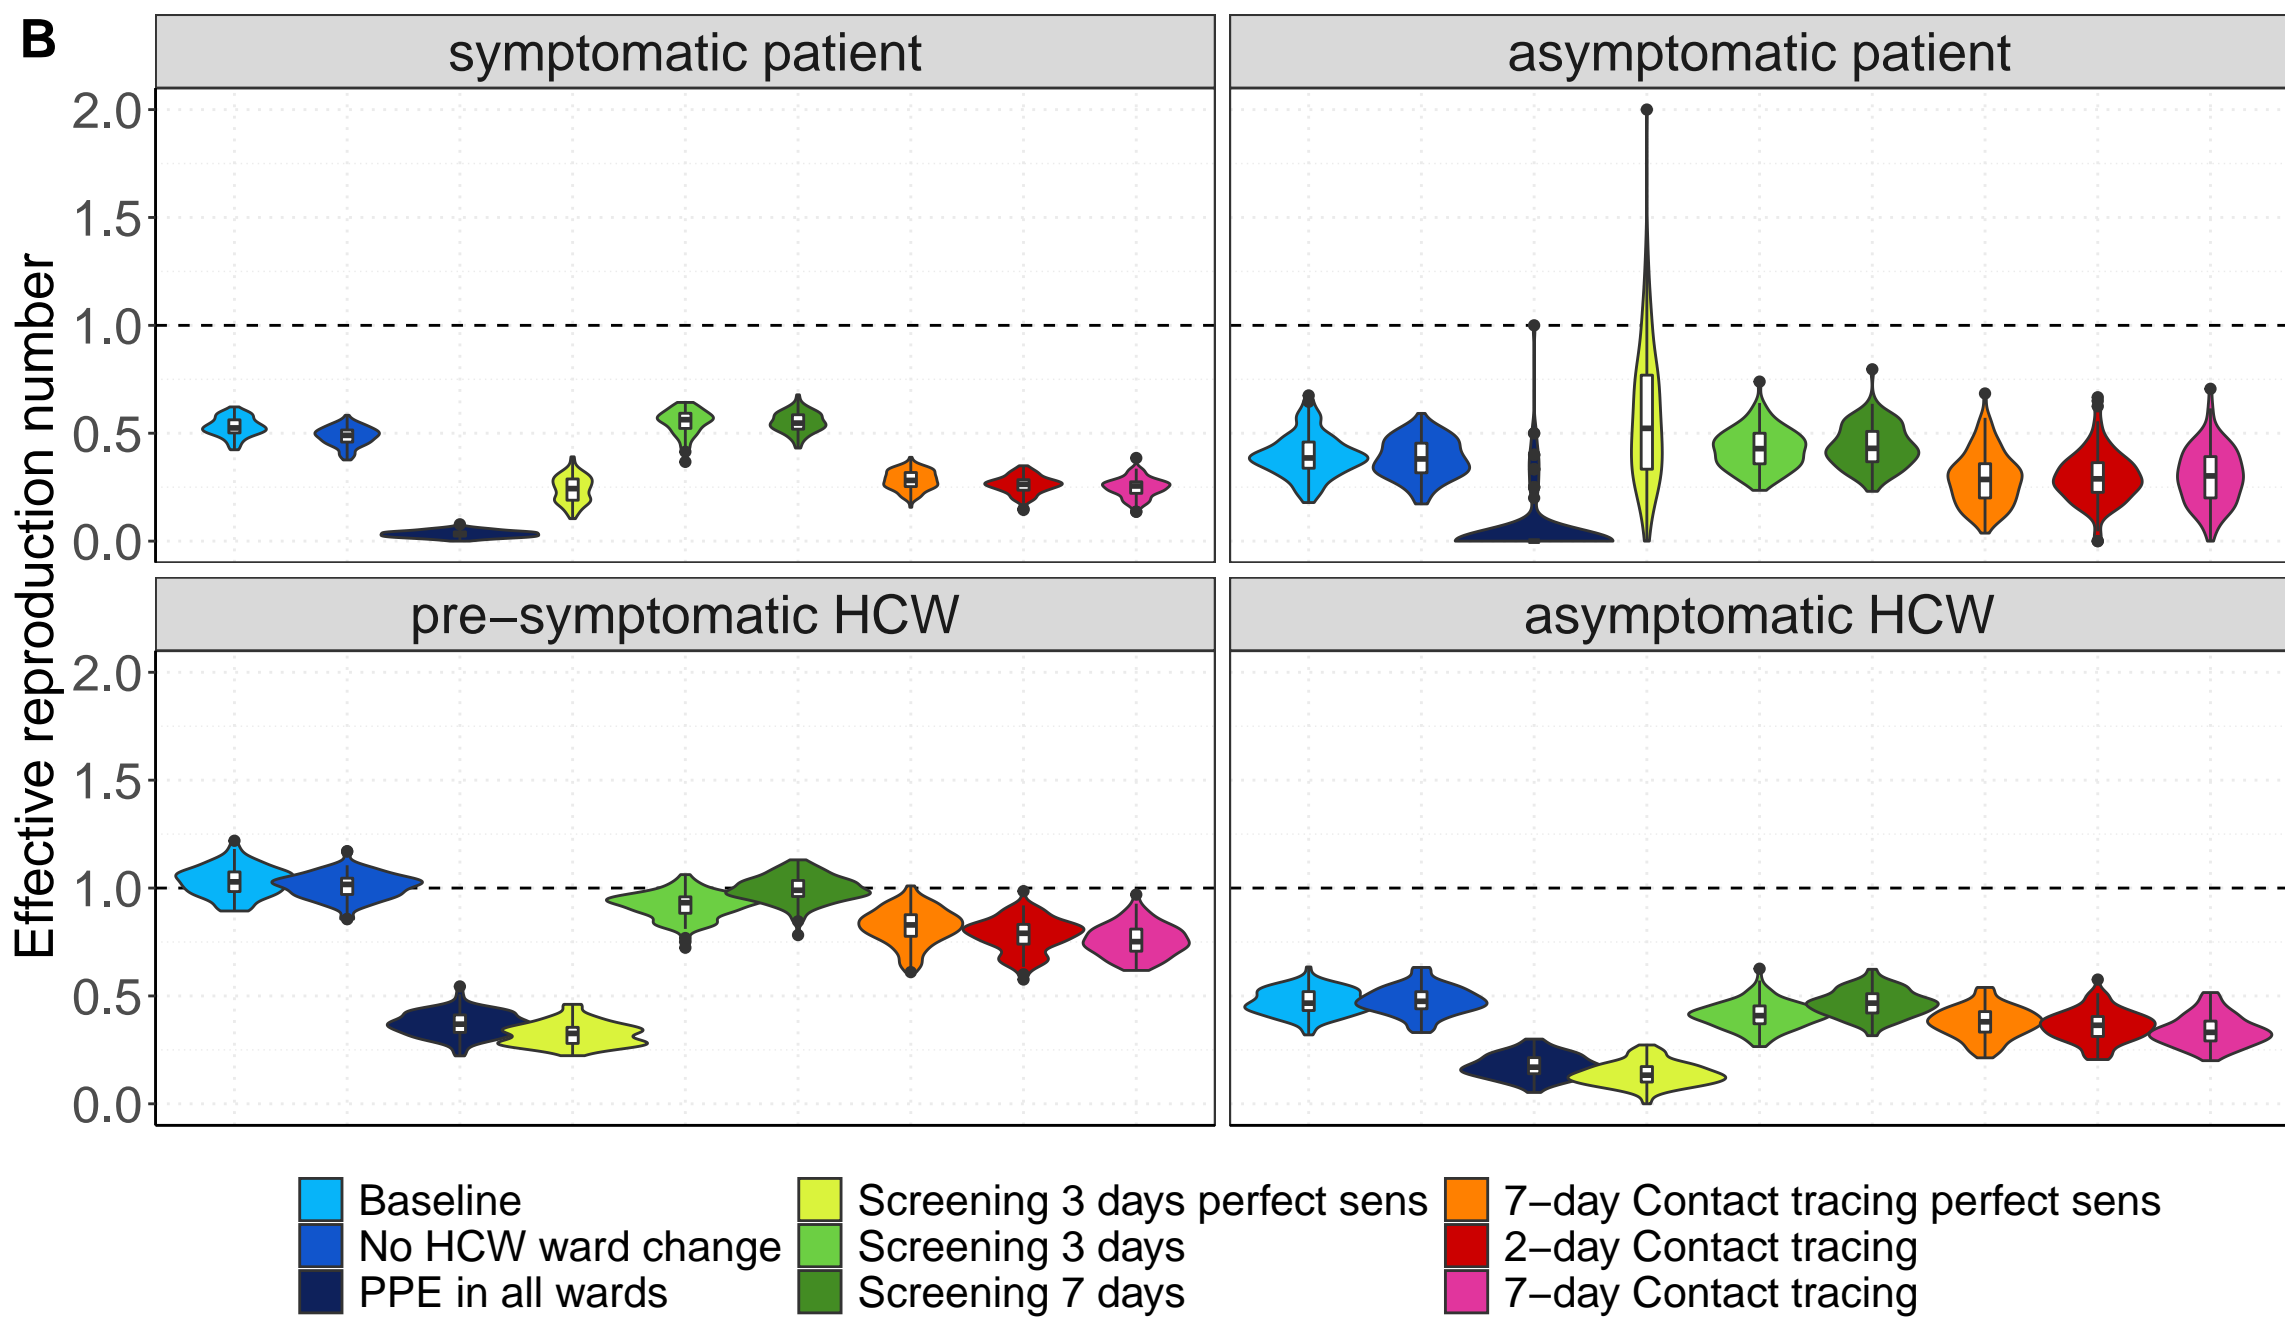 B
symptomatic patient
asymptomatic patient
2.0
1.5
1.0
0.5
0.0
pre−symptomatic HCW
asymptomatic HCW
2.0
1.5
1.0
0.5
0.0
Effective reproduction number
Baseline
No HCW ward change
PPE in all wards
Screening 3 days perfect sens
Screening 3 days
Screening 7 days
7−day Contact tracing perfect sens
2−day Contact tracing
7−day Contact tracing